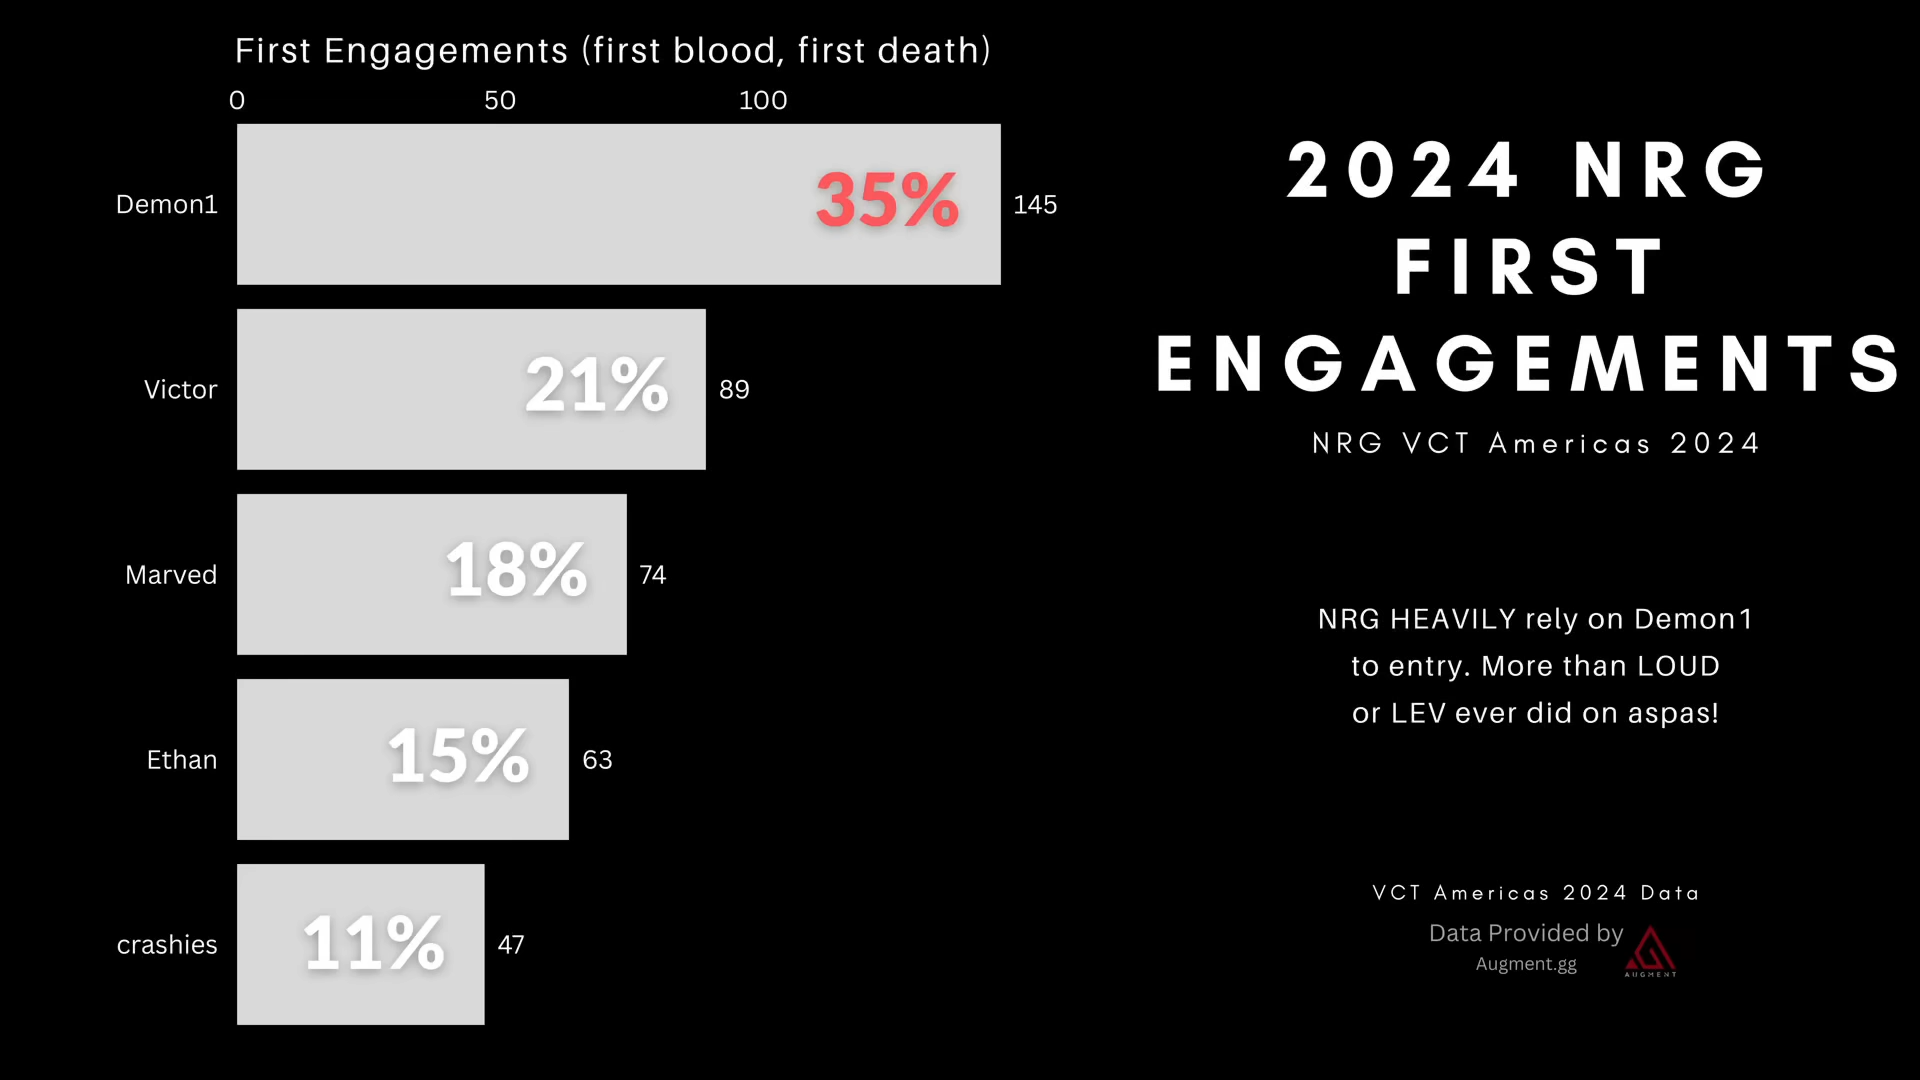 First Engagements (first blood, first death)
0 50 100
Demon1 35% 145
Victor 21% 89
Marved 18% 74
Ethan 15% 63
crashies 11% 47
2024 NRG
FIRST
ENGAGEMENTS
NRG VCT Americas 2024
NRG HEAVILY rely on Demon1
to entry. More than LOUD
or LEV ever did on aspas!
VCT Americas 2024 Data
Data Provided by
Augment.gg
AUGMENT